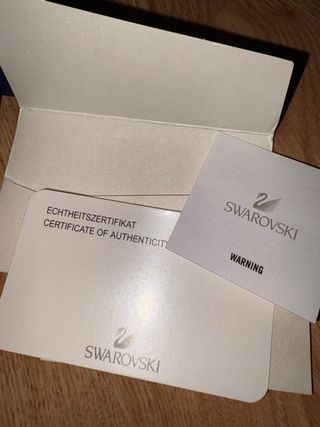 ECHTHEITSZERTIFIKAT
CERTIFICATE OF AUTHENTICIT
SWAROVSKI
SWAROVSKI
WARNING